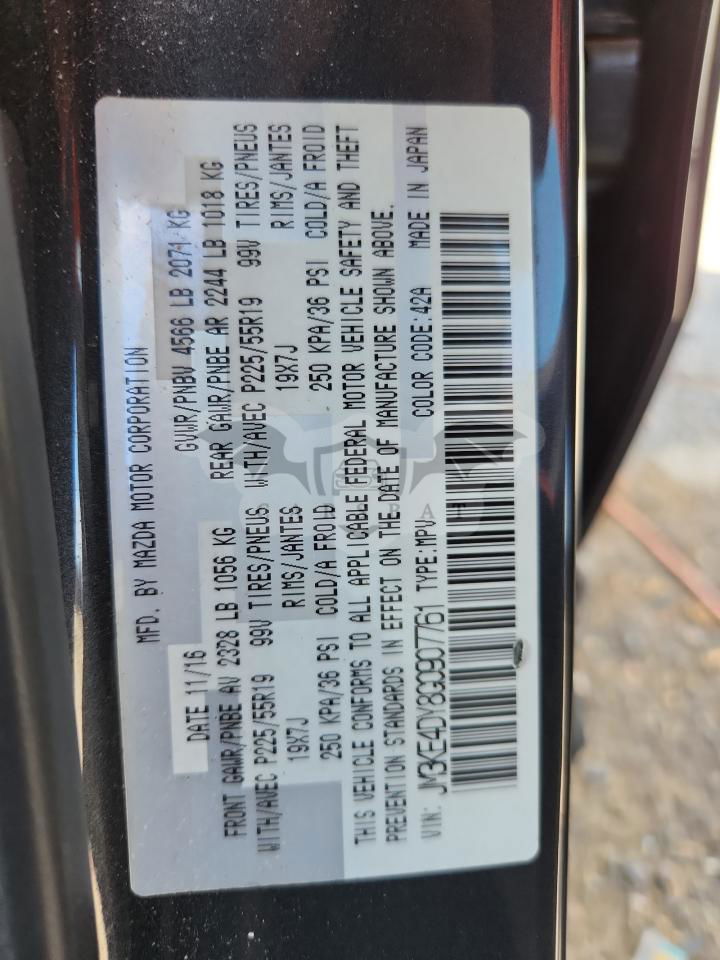 MFD. BY MAZDA MOTOR CORPORATION
DATE 11/16 GVWR/PNBV 4566 LB 2071 KG
FRONT GAWR/PNBE AV 2328 LB 1056 KG REAR GAWR/PNBE AR 2244 LB 1018 KG
WITH/AVEC P225/55R19 99V TIRES/PNEUS. WITH/AVEC P225/55R19 99V TIRES/PNEUS
19X7J RIMS/JANTES 19X7J RIMS/JANTES
250 KPA/36 PSI COLD/A FROID 250 KPA/36 PSI COLD/A FROID
THIS VEHICLE CONFORMS TO ALL APPLICABLE FEDERAL MOTOR VEHICLE SAFETY AND THEFT
PREVENTION STANDARDS IN EFFECT ON THE DATE OF MANUFACTURE SHOWN ABOVE.
VIN: JM3KE4DY8G0907761 TYPE:MPV COLOR CODE:42A MADE IN JAPAN